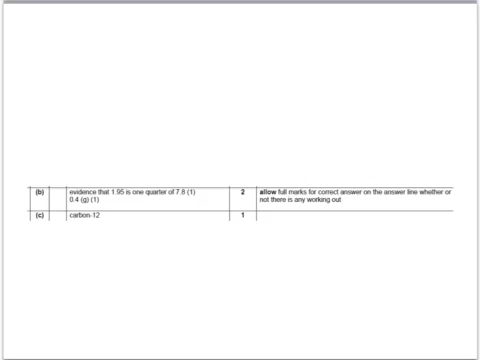 (b) evidence that 1.95 is one quarter of 7.8 (1) 2 allow full marks for correct answer on the answer line whether or
0.4 (g) (1) not there is any working out
(c) carbon-12 1